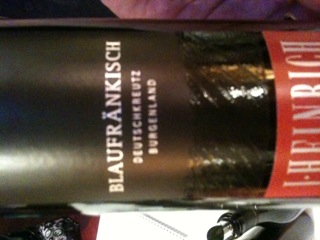 BLAUFRÄNKISCH
DEUTSCHKREUTZ
BURGENLAND
J.HEINRICH